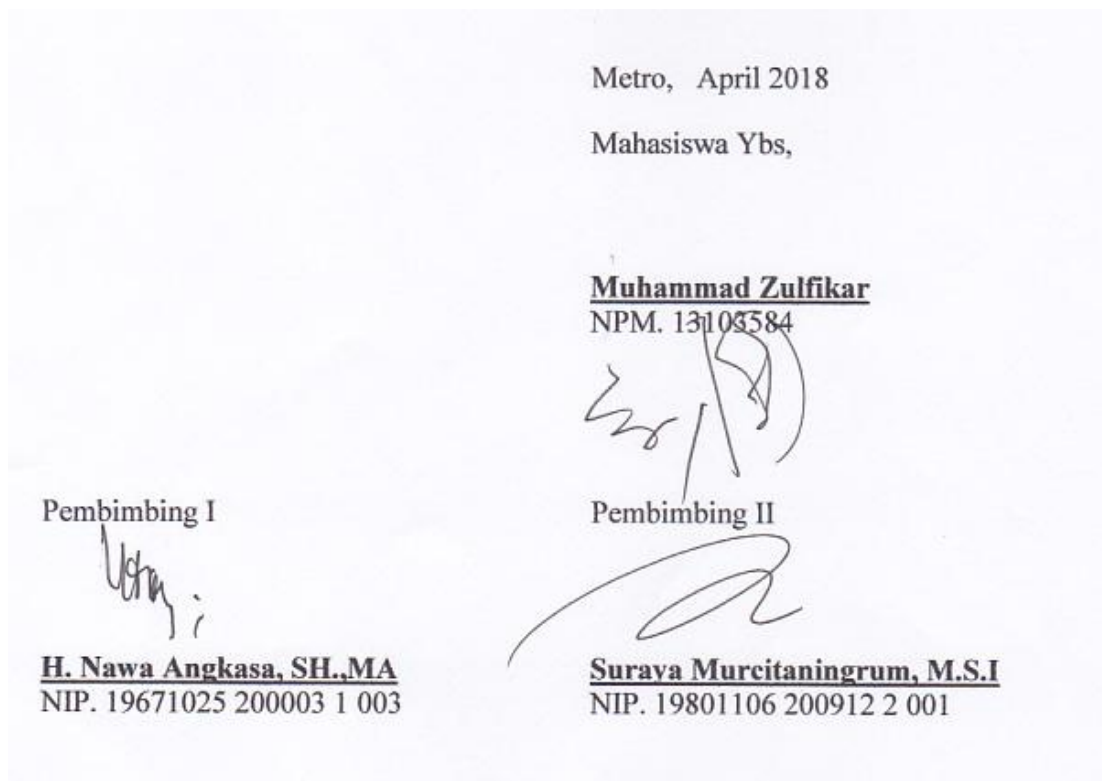 Metro, April 2018
Mahasiswa Ybs,
Muhammad Zulfikar
NPM. 13103584
Pembimbing I
Pembimbing II
H. Nawa Angkasa, SH.,MA
NIP. 19671025 200003 1 003
Suraya Murcitaningrum, M.S.I
NIP. 19801106 200912 2 001